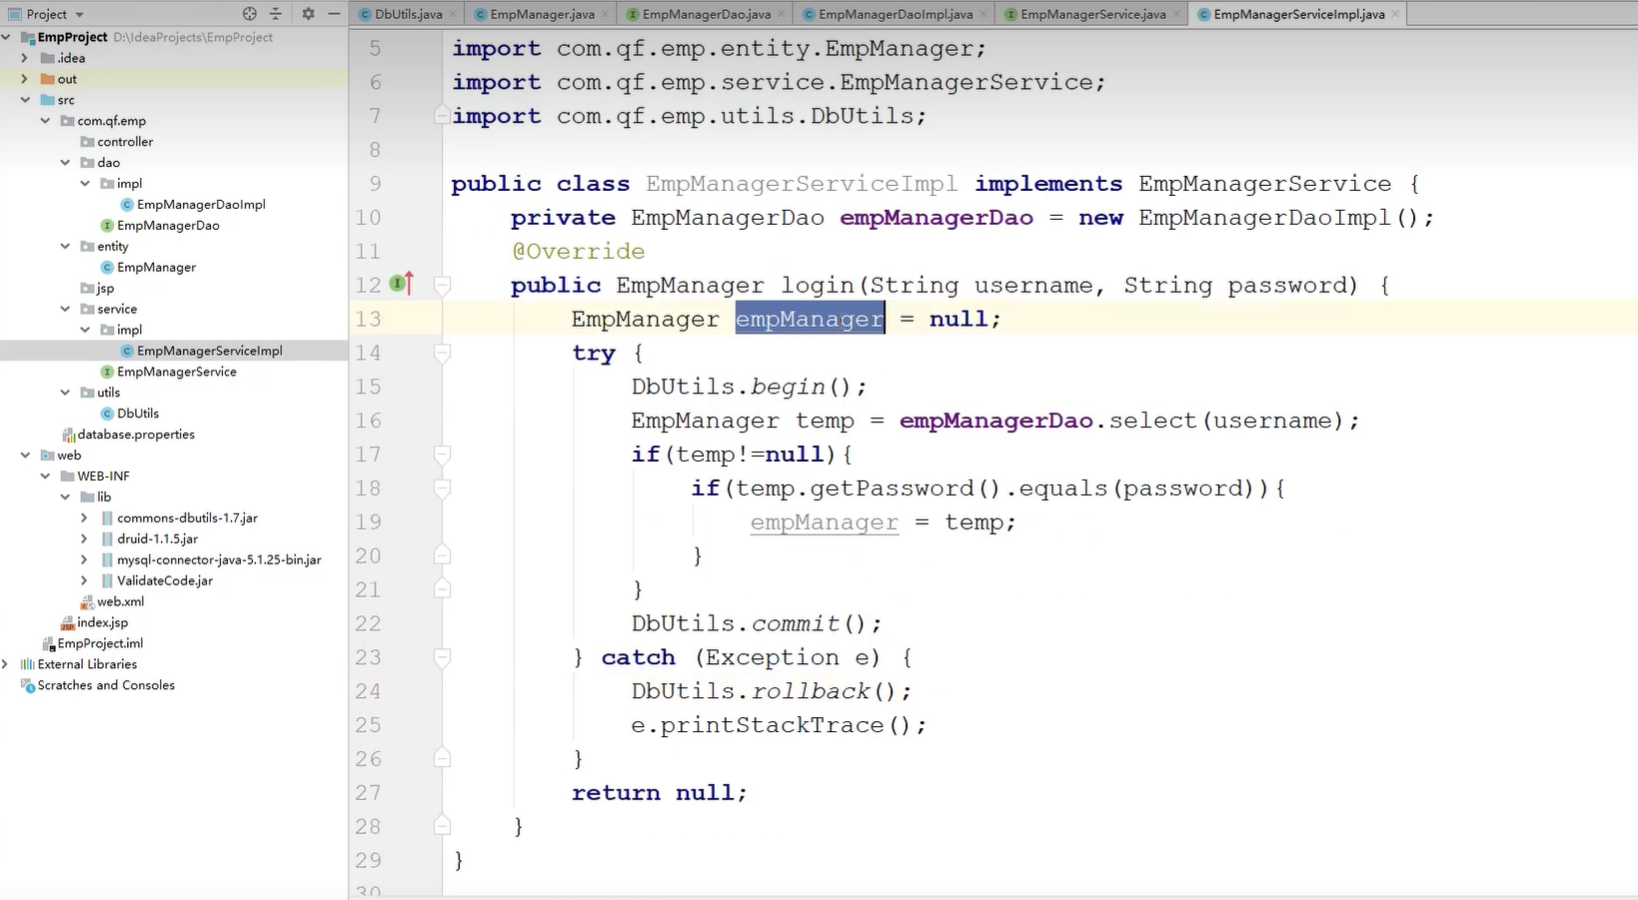 Project
DbUtils.java
EmpManager.java
EmpManagerDao.java
EmpManagerDaoImpl.java
EmpManagerService.java
EmpManagerServiceImpl.java
EmpProject D:\IdeaProjects\EmpProject
.idea
out
src
com.qf.emp
controller
dao
impl
EmpManagerDaoImpl
EmpManagerDao
entity
EmpManager
jsp
service
impl
EmpManagerServiceImpl
EmpManagerService
utils
DbUtils
database.properties
web
WEB-INF
lib
commons-dbutils-1.7.jar
druid-1.1.5.jar
mysql-connector-java-5.1.25-bin.jar
ValidateCode.jar
web.xml
index.jsp
EmpProject.iml
External Libraries
Scratches and Consoles
5 import com.qf.emp.entity.EmpManager;
6 import com.qf.emp.service.EmpManagerService;
7 import com.qf.emp.utils.DbUtils;
8
9 public class EmpManagerServiceImpl implements EmpManagerService {
10 private EmpManagerDao empManagerDao = new EmpManagerDaoImpl();
11 @Override
12 public EmpManager login(String username, String password) {
13 EmpManager empManager = null;
14 try {
15 DbUtils.begin();
16 EmpManager temp = empManagerDao.select(username);
17 if(temp!=null){
18 if(temp.getPassword().equals(password)){
19 empManager = temp;
20 }
21 }
22 DbUtils.commit();
23 } catch (Exception e) {
24 DbUtils.rollback();
25 e.printStackTrace();
26 }
27 return null;
28 }
29 }
30